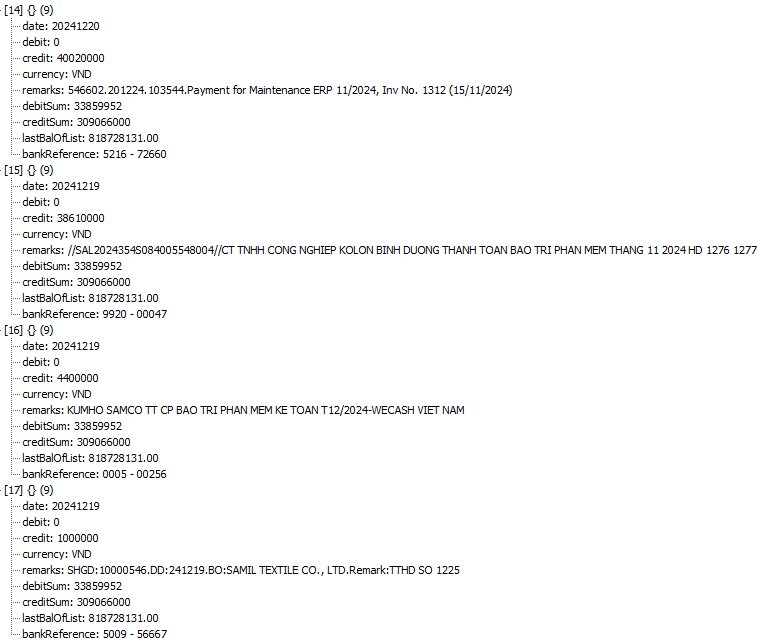 [14] {} (9)
date: 20241220
debit: 0
credit: 40020000
currency: VND
remarks: 546602.201224.103544.Payment for Maintenance ERP 11/2024, Inv No. 1312 (15/11/2024)
debitSum: 33859952
creditSum: 309066000
lastBalOfList: 818728131.00
bankReference: 5216 - 72660
[15] {} (9)
date: 20241219
debit: 0
credit: 38610000
currency: VND
remarks: //SAL2024354S084005548004//CT TNHH CONG NGHIEP KOLON BINH DUONG THANH TOAN BAO TRI PHAN MEM THANG 11 2024 HD 1276 1277
debitSum: 33859952
creditSum: 309066000
lastBalOfList: 818728131.00
bankReference: 9920 - 00047
[16] {} (9)
date: 20241219
debit: 0
credit: 4400000
currency: VND
remarks: KUMHO SAMCO TT CP BAO TRI PHAN MEM KE TOAN T12/2024-WECASH VIET NAM
debitSum: 33859952
creditSum: 309066000
lastBalOfList: 818728131.00
bankReference: 0005 - 00256
[17] {} (9)
date: 20241219
debit: 0
credit: 1000000
currency: VND
remarks: SHGD:10000546.DD:241219.BO:SAMIL TEXTILE CO., LTD.Remark:TTHD SO 1225
debitSum: 33859952
creditSum: 309066000
lastBalOfList: 818728131.00
bankReference: 5009 - 56667